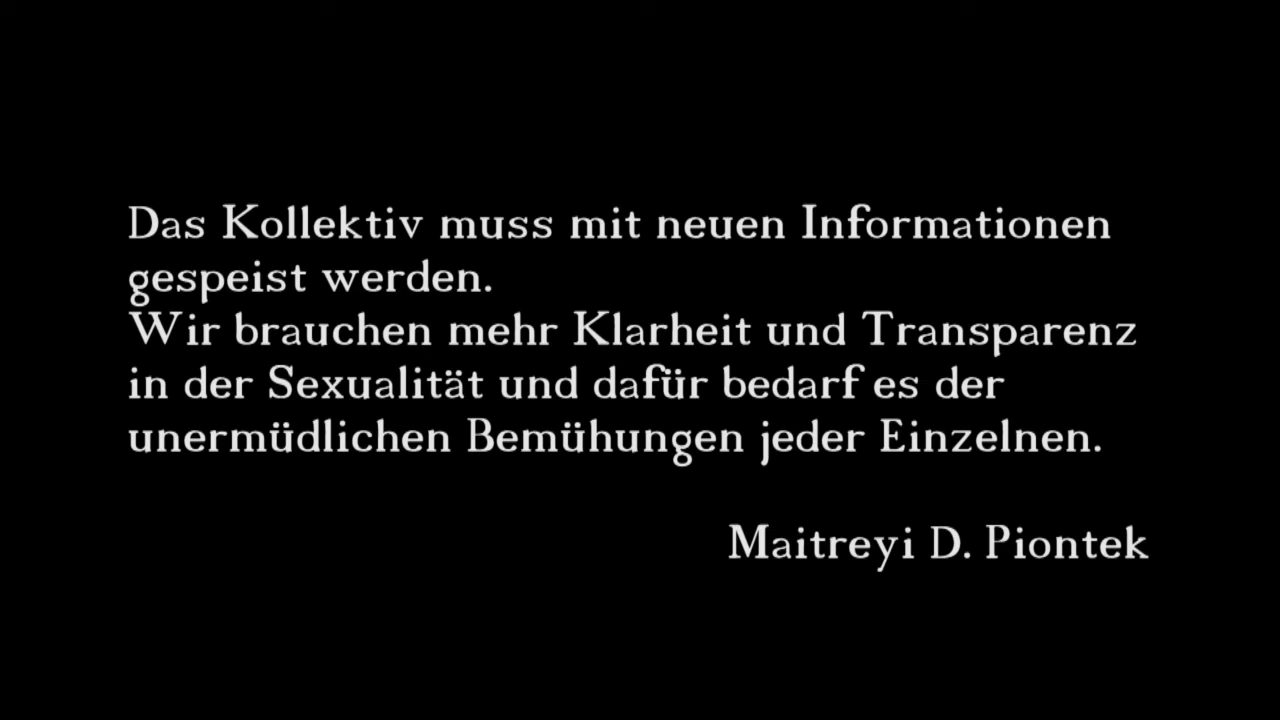 Das Kollektiv muss mit neuen Informationen
gespeist werden.
Wir brauchen mehr Klarheit und Transparenz
in der Sexualität und dafür bedarf es der
unermüdlichen Bemühungen jeder Einzelnen.
Maitreyi D. Piontek